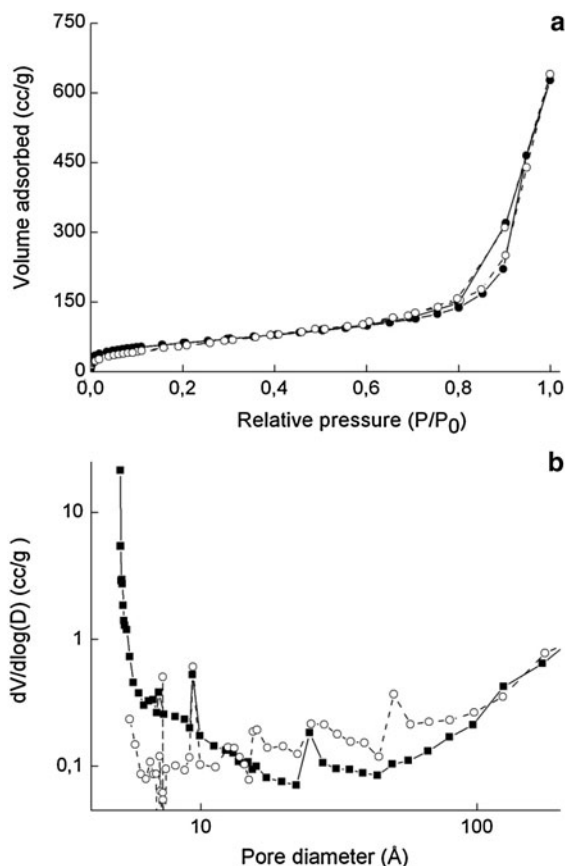 a
750
600
450
300
150
0
Volume adsorbed (cc/g)
0,0 0,2 0,4 0,6 0,8 1,0
Relative pressure (P/P0)
b
10
1
0,1
dV/dlog(D) (cc/g )
10 100
Pore diameter (Å)